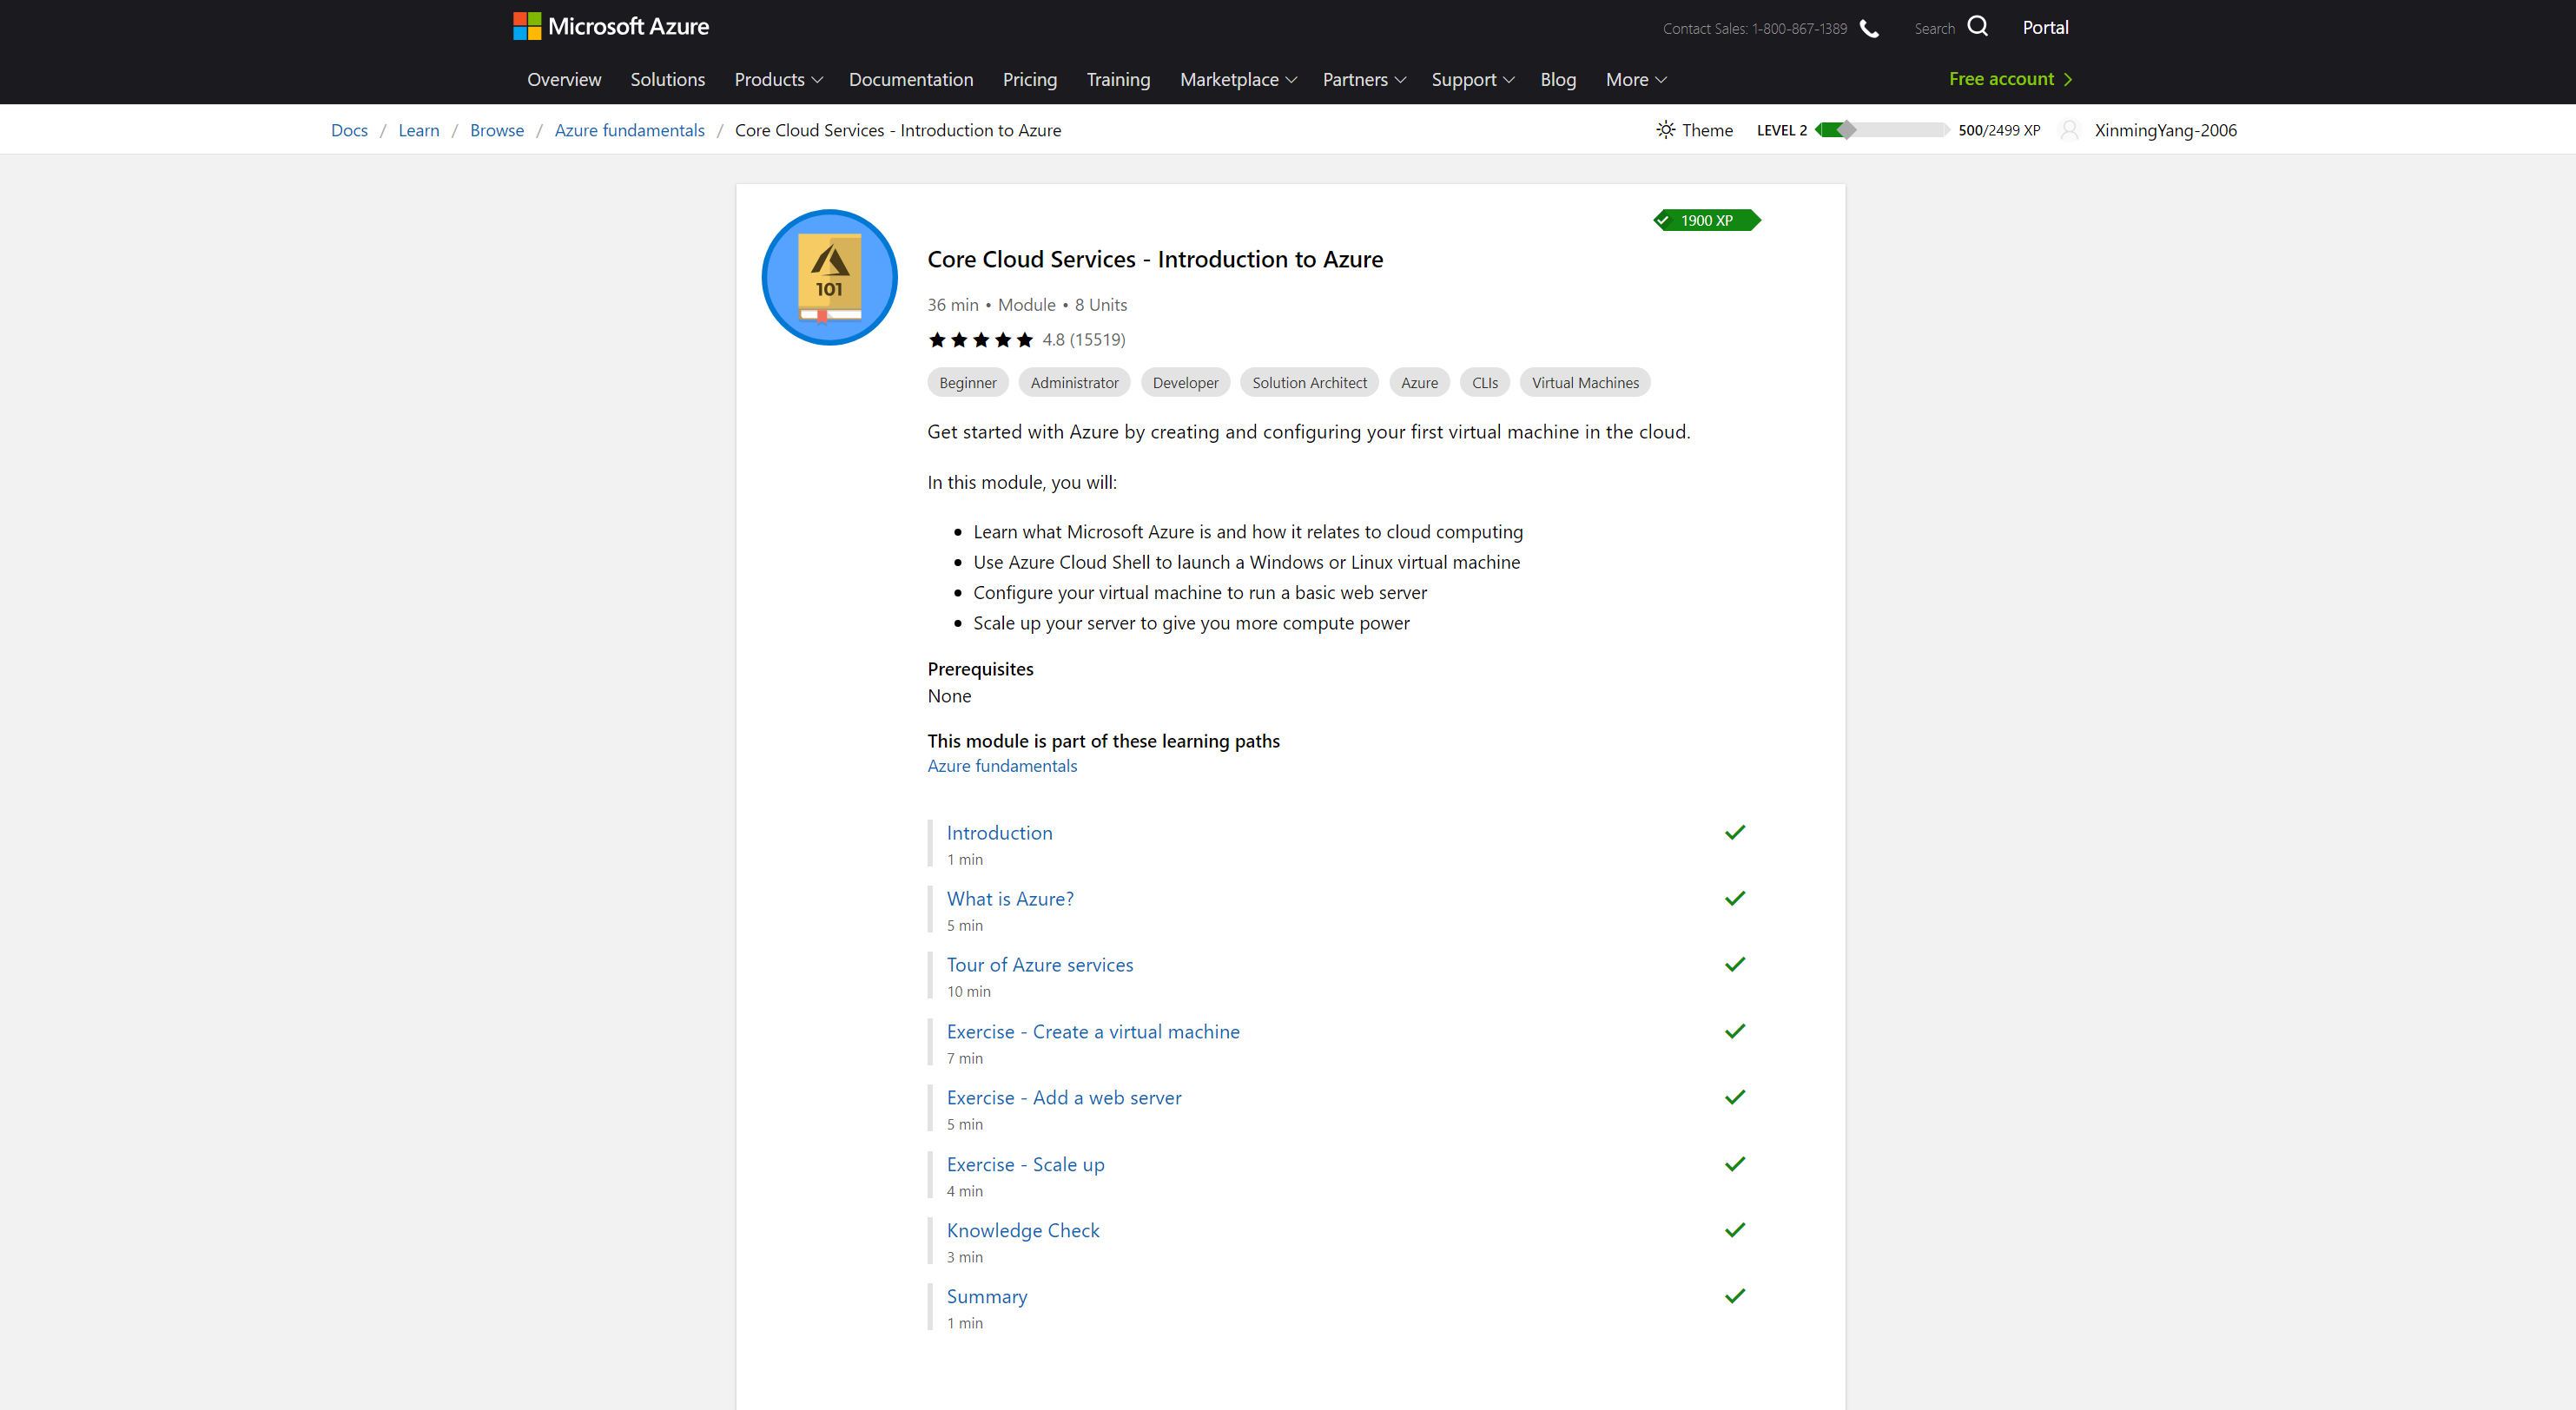 Microsoft Azure
Contact Sales: 1-800-867-1389
Search
Portal
Overview Solutions Products Documentation Pricing Training Marketplace Partners Support Blog More
Free account
Docs / Learn / Browse / Azure fundamentals / Core Cloud Services - Introduction to Azure
Theme LEVEL 2 500/2499 XP XinmingYang-2006
1900 XP
101
Core Cloud Services - Introduction to Azure
36 min • Module • 8 Units
4.8 (15519)
Beginner Administrator Developer Solution Architect Azure CLIs Virtual Machines
Get started with Azure by creating and configuring your first virtual machine in the cloud.
In this module, you will:
• Learn what Microsoft Azure is and how it relates to cloud computing
• Use Azure Cloud Shell to launch a Windows or Linux virtual machine
• Configure your virtual machine to run a basic web server
• Scale up your server to give you more compute power
Prerequisites
None
This module is part of these learning paths
Azure fundamentals
Introduction
1 min
What is Azure?
5 min
Tour of Azure services
10 min
Exercise - Create a virtual machine
7 min
Exercise - Add a web server
5 min
Exercise - Scale up
4 min
Knowledge Check
3 min
Summary
1 min